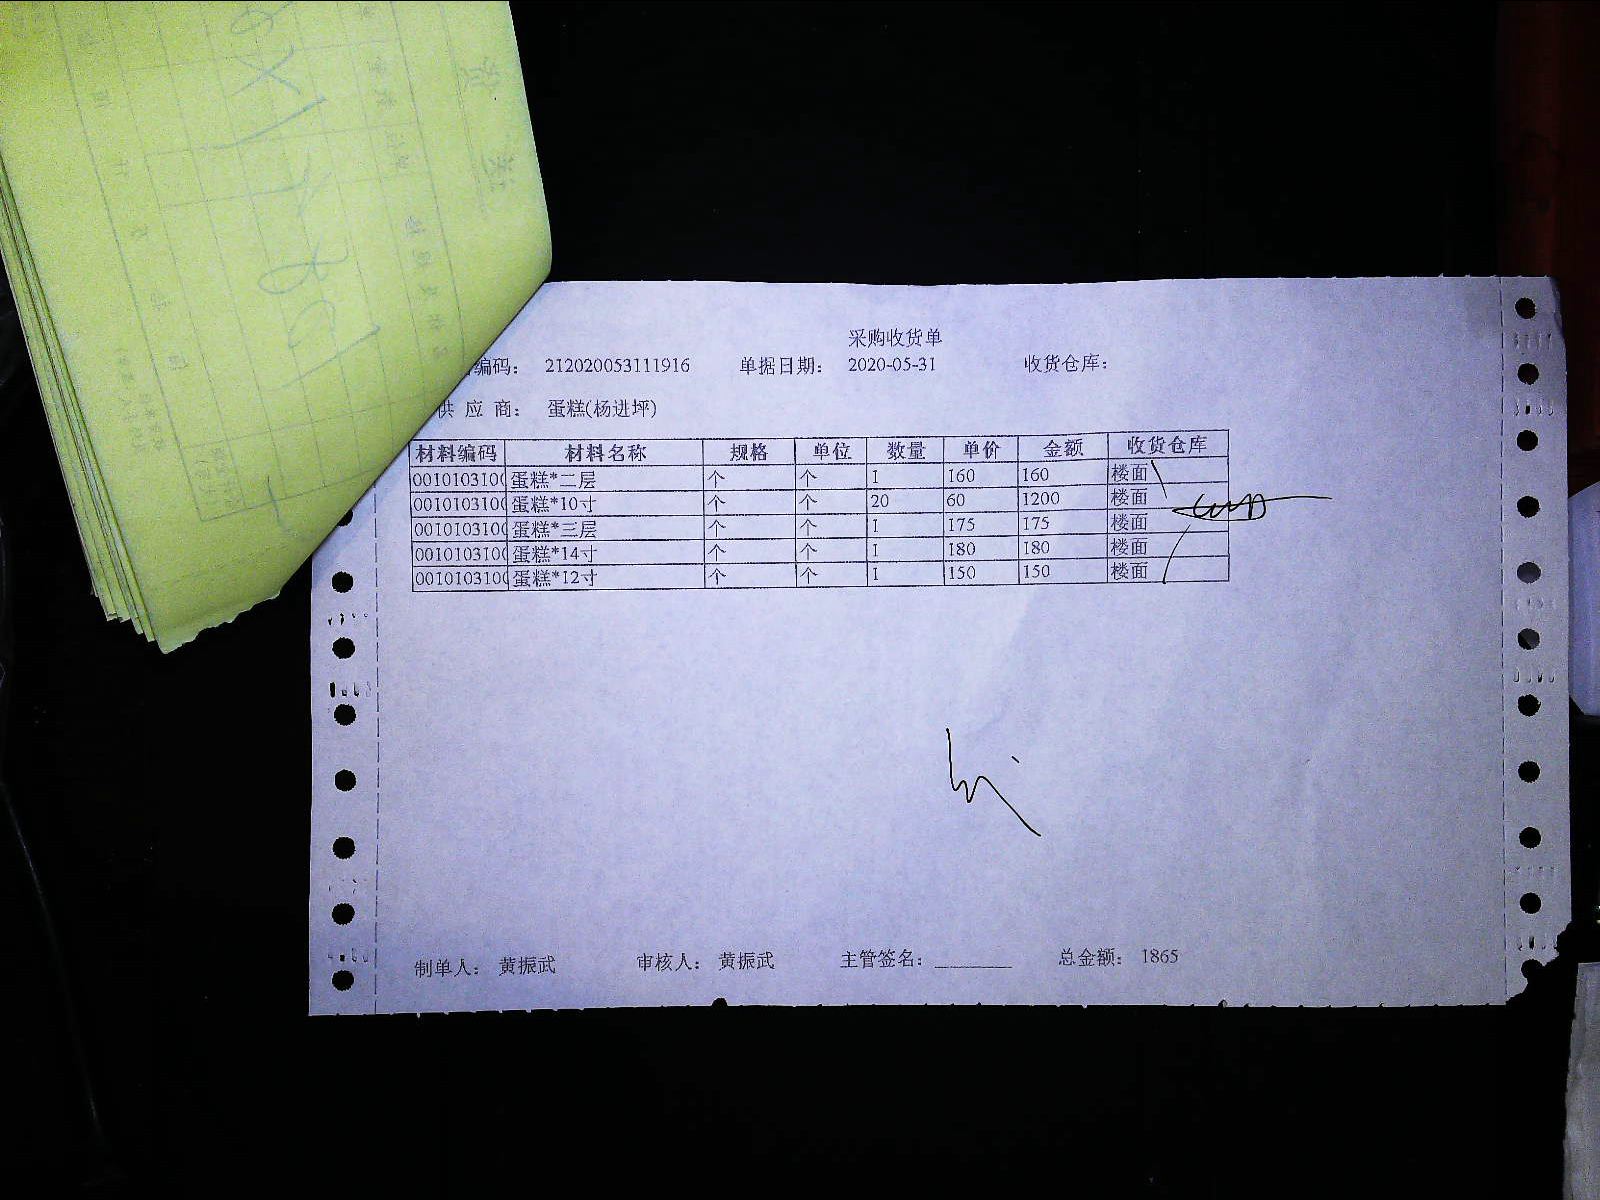 采购收货单
编码： 212020053111916 单据日期： 2020-05-31 收货仓库：
供应商： 蛋糕(杨进坪)
材料编码 材料名称 规格 单位 数量 单价 金额 收货仓库
0010103100 蛋糕*二层 个 个 1 160 160 楼面
0010103100 蛋糕*10寸 个 个 20 60 1200 楼面
0010103100 蛋糕*三层 个 个 1 175 175 楼面
0010103100 蛋糕*14寸 个 个 1 180 180 楼面
0010103100 蛋糕*12寸 个 个 1 150 150 楼面
制单人： 黄振武 审核人： 黄振武 主管签名： 总金额： 1865